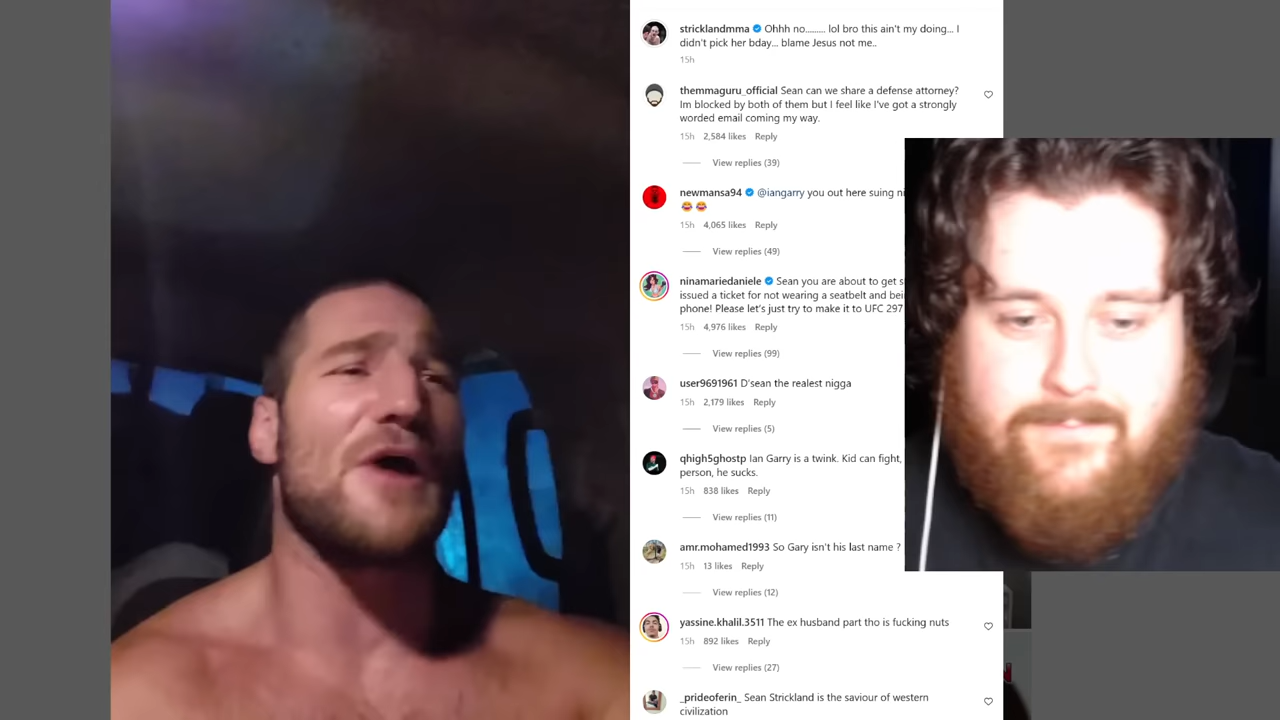 stricklandmma Ohhh no......... lol bro this ain't my doing... I
didn't pick her bday... blame Jesus not me..
15h
themmaguru_official Sean can we share a defense attorney?
Im blocked by both of them but I feel like I've got a strongly
worded email coming my way.
15h 2,584 likes Reply
View replies (39)
newmansa94 @iangarry you out here suing ni
😂😂
15h 4,065 likes Reply
View replies (49)
ninamariedaniele Sean you are about to get s
issued a ticket for not wearing a seatbelt and bei
phone! Please let's just try to make it to UFC 297
15h 4,976 likes Reply
View replies (99)
user9691961 D'sean the realest nigga
15h 2,179 likes Reply
View replies (5)
qhigh5ghostp Ian Garry is a twink. Kid can fight,
person, he sucks.
15h 838 likes Reply
View replies (11)
amr.mohamed1993 So Gary isn't his last name ?
15h 13 likes Reply
View replies (12)
yassine.khalil.3511 The ex husband part tho is fucking nuts
15h 892 likes Reply
View replies (27)
_prideoferin_ Sean Strickland is the saviour of western
civilization